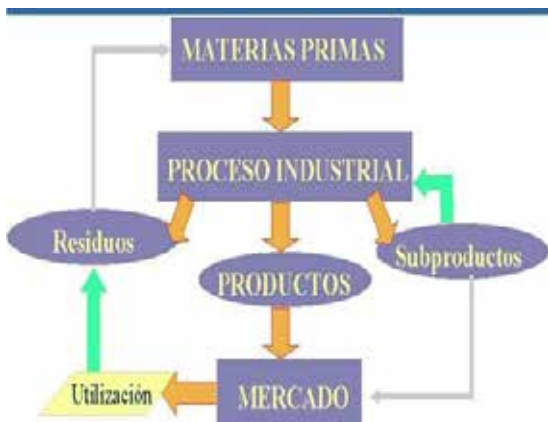 MATERIAS PRIMAS
PROCESO INDUSTRIAL
Residuos
Subproductos
PRODUCTOS
Utilización
MERCADO